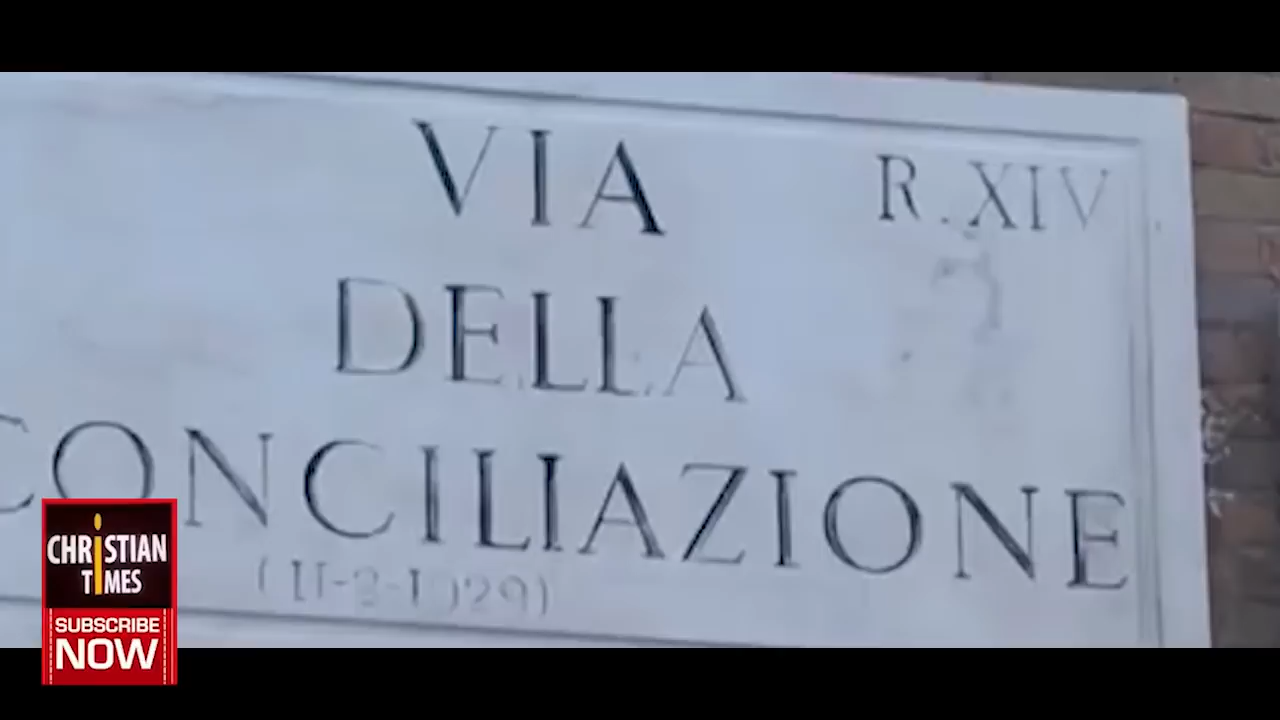 VIA
R. XIV
DELLA
CONCILIAZIONE
(11-2-1929)
CHRISTIAN
TIMES
SUBSCRIBE
NOW